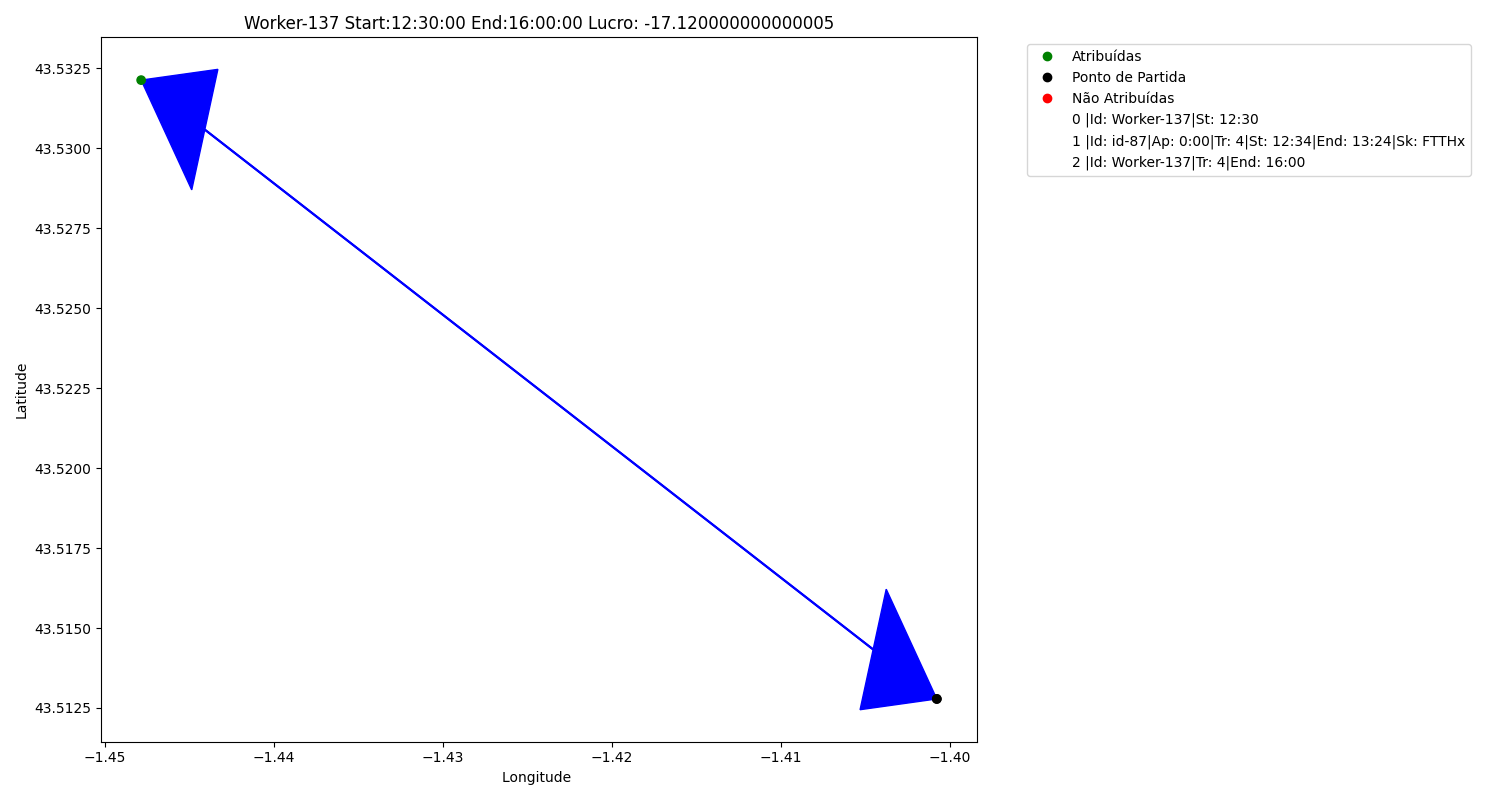 Worker-137 Start:12:30:00 End:16:00:00 Lucro: -17.120000000000005
43.5325
43.5300
43.5275
43.5250
43.5225
43.5200
43.5175
43.5150
43.5125
Latitude
−1.45
−1.44
−1.43
−1.42
−1.41
−1.40
Longitude
Atribuídas
Ponto de Partida
Não Atribuídas
0 |Id: Worker-137|St: 12:30
1 |Id: id-87|Ap: 0:00|Tr: 4|St: 12:34|End: 13:24|Sk: FTTHx
2 |Id: Worker-137|Tr: 4|End: 16:00